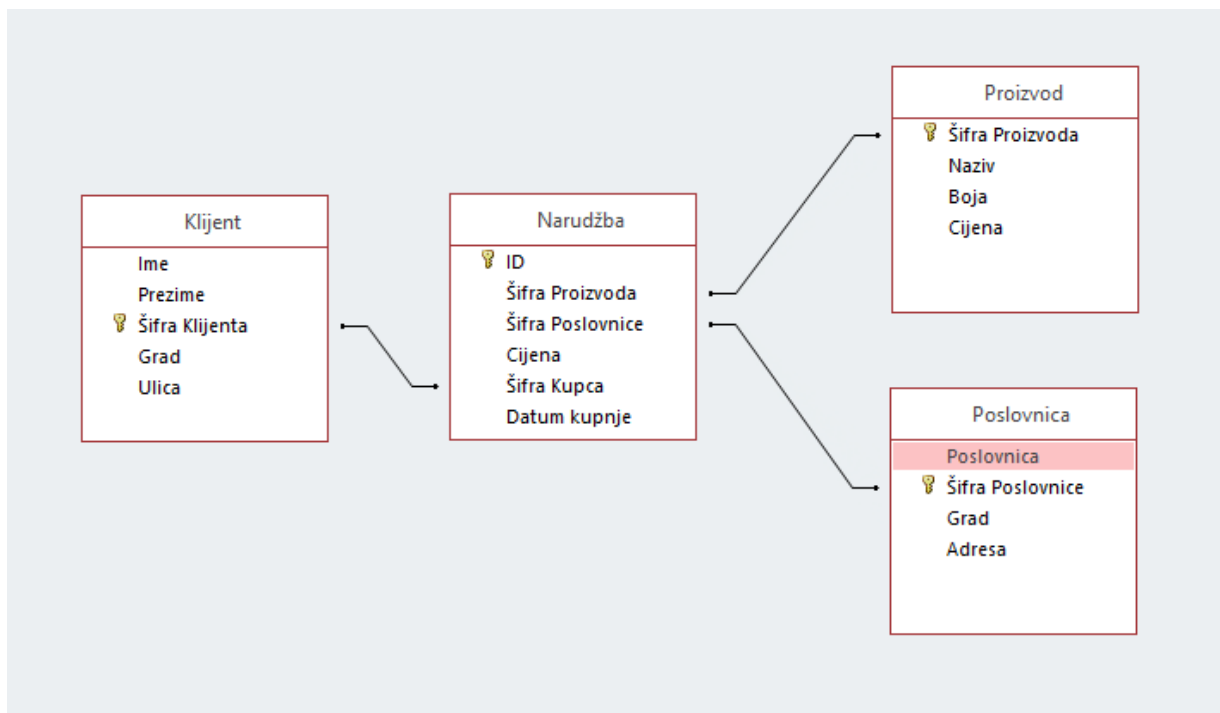 Klijent
Ime
Prezime
Šifra Klijenta
Grad
Ulica
Narudžba
ID
Šifra Proizvoda
Šifra Poslovnice
Cijena
Šifra Kupca
Datum kupnje
Proizvod
Šifra Proizvoda
Naziv
Boja
Cijena
Poslovnica
Poslovnica
Šifra Poslovnice
Grad
Adresa